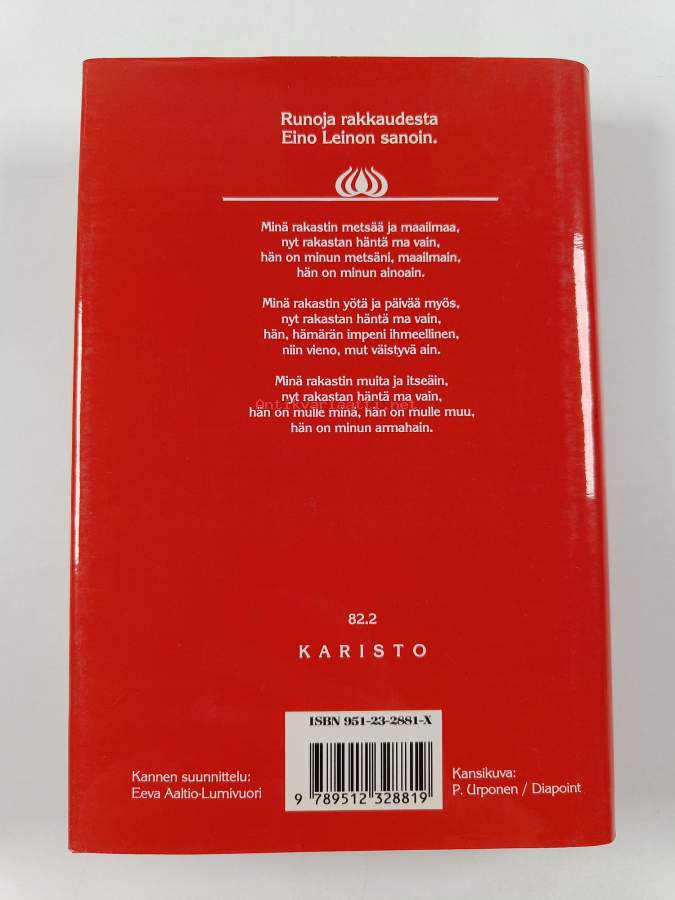 Runoja rakkaudesta
Eino Leinon sanoin.
Minä rakastin metsää ja maailmaa,
nyt rakastan häntä ma vain,
hän on minun metsäni, maailmain,
hän on minun ainoain.
Minä rakastin yötä ja päivää myös,
nyt rakastan häntä ma vain,
hän, hämärän impeni ihmeellinen,
niin vieno, mut väistyvä ain.
Minä rakastin muita ja itseäin,
nyt rakastan häntä ma vain,
Antikvariaatti.net
hän on mulle minä, hän on mulle muu,
hän on minun armahain.
82.2
KARISTO
ISBN 951-23-2881-X
9 789512 328819
Kannen suunnittelu:
Eeva Aaltio-Lumivuori
Kansikuva:
P. Urponen / Diapoint